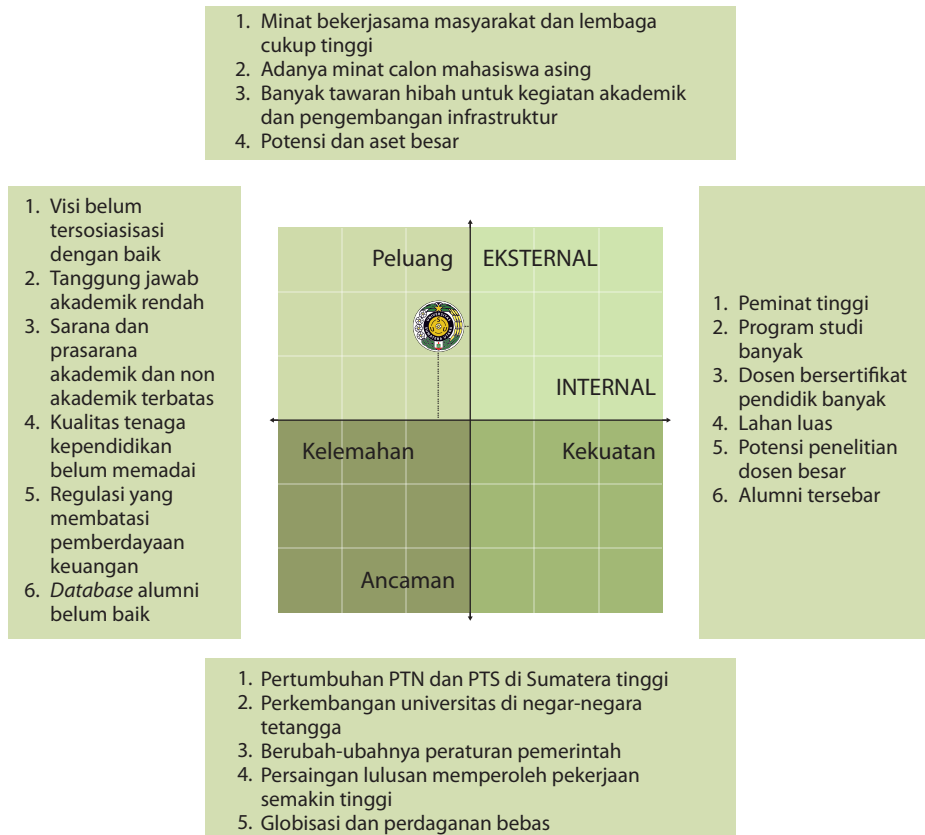 1. Minat bekerjasama masyarakat dan lembaga
cukup tinggi
2. Adanya minat calon mahasiswa asing
3. Banyak tawaran hibah untuk kegiatan akademik
dan pengembangan infrastruktur
4. Potensi dan aset besar
1. Visi belum
tersosiasisasi
dengan baik
2. Tanggung jawab
akademik rendah
3. Sarana dan
prasarana
akademik dan non
akademik terbatas
4. Kualitas tenaga
kependidikan
belum memadai
5. Regulasi yang
membatasi
pemberdayaan
keuangan
6. Database alumni
belum baik
Peluang
EKSTERNAL
INTERNAL
Kelemahan
Kekuatan
Ancaman
1. Peminat tinggi
2. Program studi
banyak
3. Dosen bersertifikat
pendidik banyak
4. Lahan luas
5. Potensi penelitian
dosen besar
6. Alumni tersebar
1. Pertumbuhan PTN dan PTS di Sumatera tinggi
2. Perkembangan universitas di negar-negara
tetangga
3. Berubah-ubahnya peraturan pemerintah
4. Persaingan lulusan memperoleh pekerjaan
semakin tinggi
5. Globisasi dan perdaganan bebas